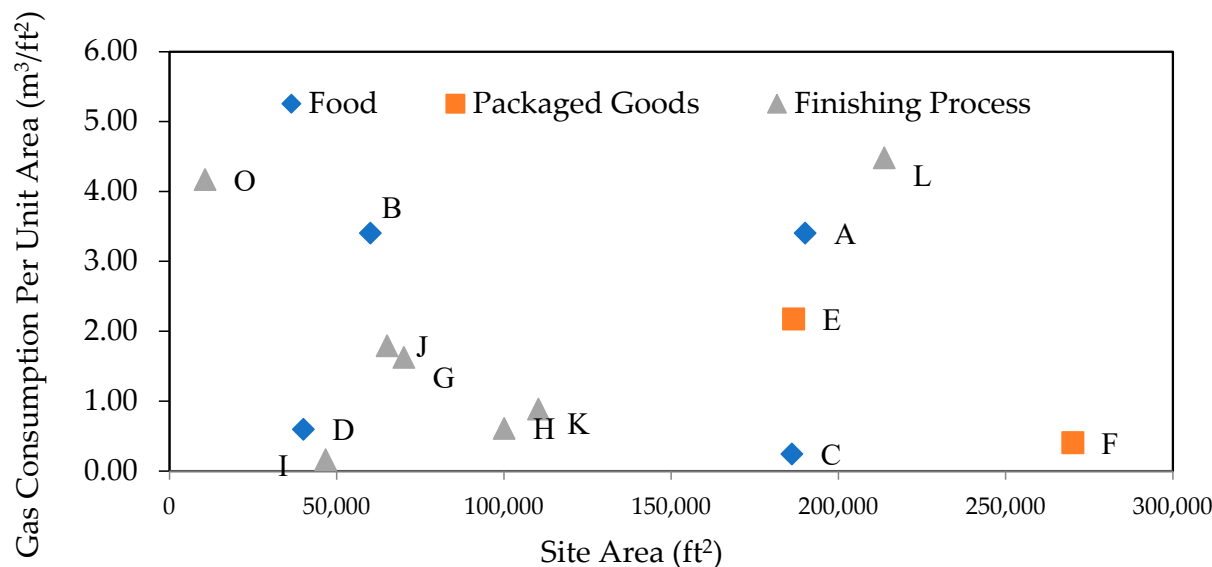 Gas Consumption Per Unit Area (m³/ft²)
6.00
5.00
4.00
3.00
2.00
1.00
0.00
Food
Packaged Goods
Finishing Process
O
B
L
A
E
J
G
D
H
K
I
C
F
0
50,000
100,000
150,000
200,000
250,000
300,000
Site Area (ft²)